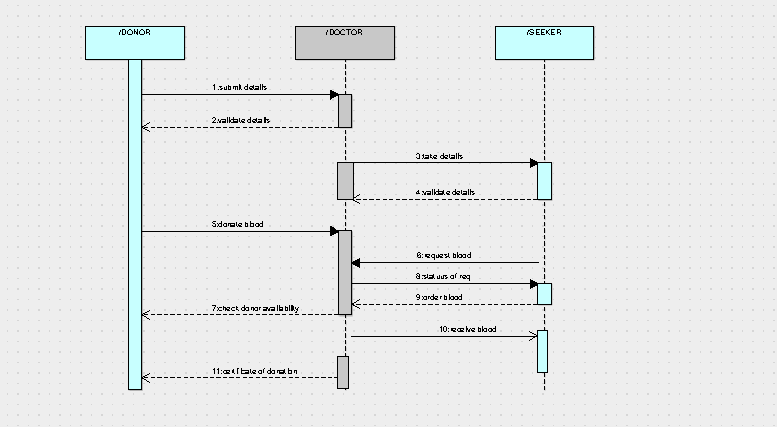 /DONOR
/DOCTOR
/SEEKER
1:submit details
2:validate details
3:take details
4:validate details
5:donate blood
6:request blood
8:status of req
9:order blood
7:check donor availability
10:receive blood
11:certificate of donation